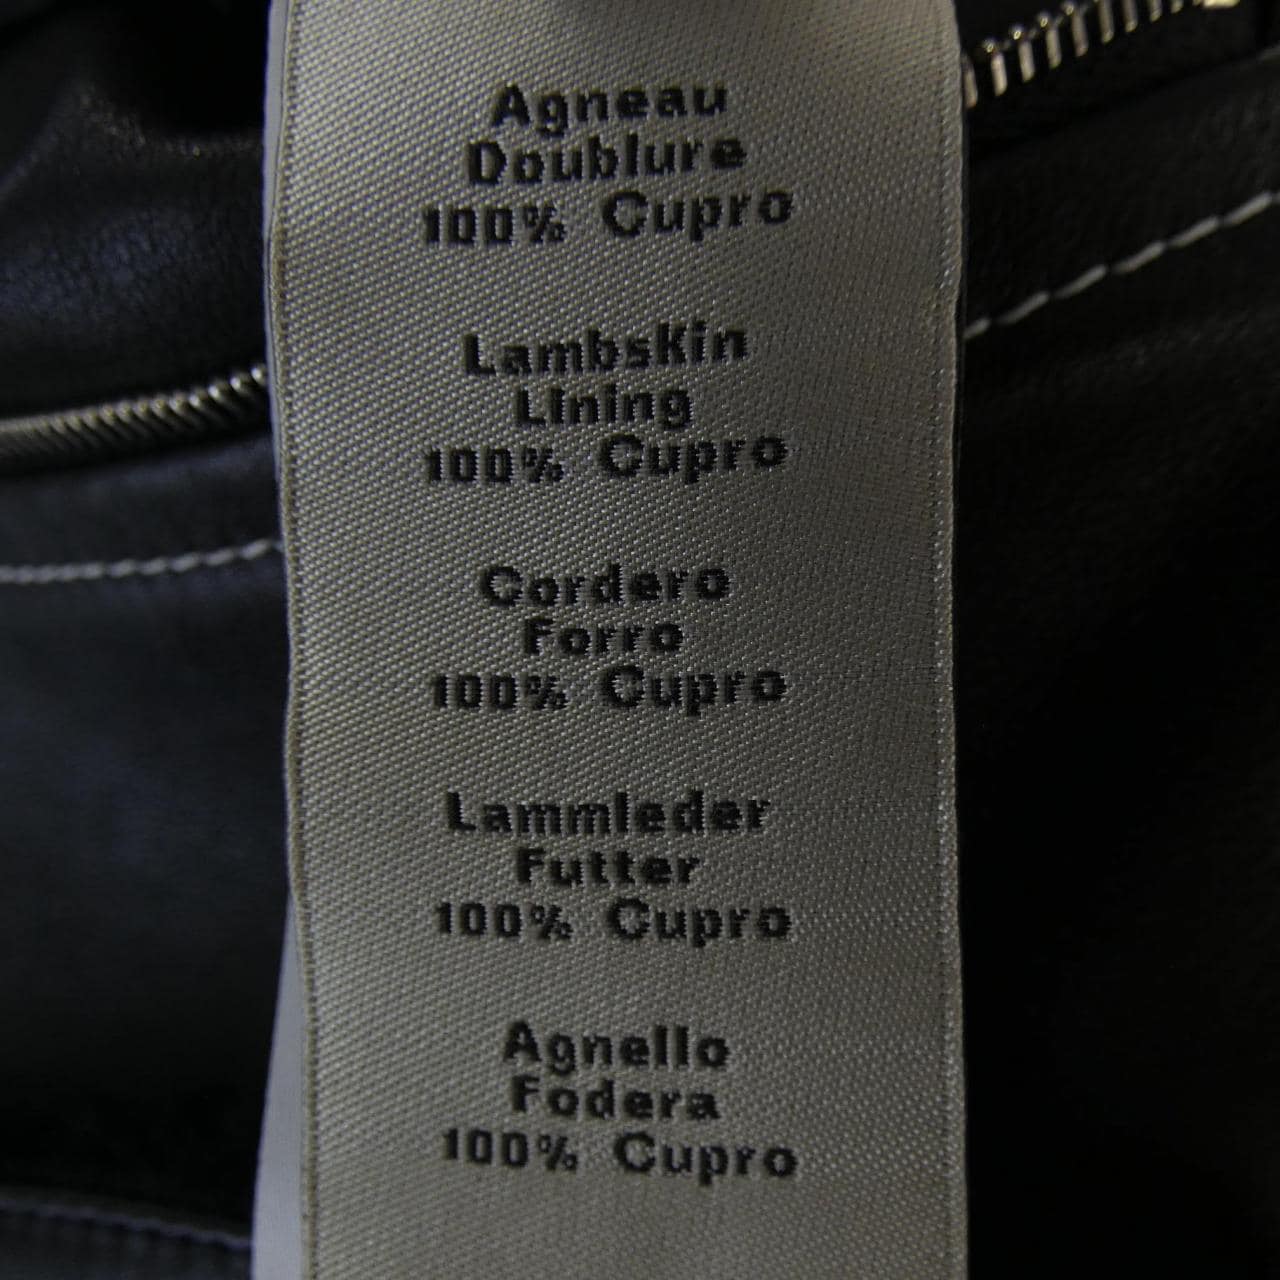 Agneau
Doublure
100% Cupro
Lambskin
Lining
100% Cupro
Cordero
Forro
100% Cupro
Lammleder
Futter
100% Cupro
Agnello
Fodera
100% Cupro